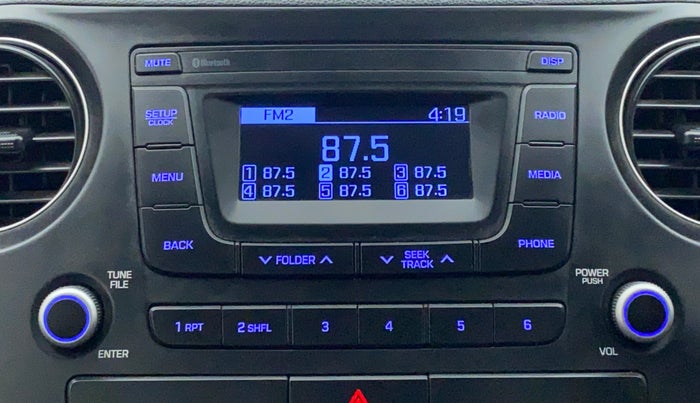 MUTE Bluetooth DISP
SETUP
CLOCK
FM2 4:19
RADIO
87.5
MENU
1 87.5 2 87.5 3 87.5
4 87.5 5 87.5 6 87.5
MEDIA
BACK
FOLDER
SEEK
TRACK
PHONE
TUNE
FILE
POWER
PUSH
1 RPT 2 SHFL 3 4 5 6
ENTER
VOL